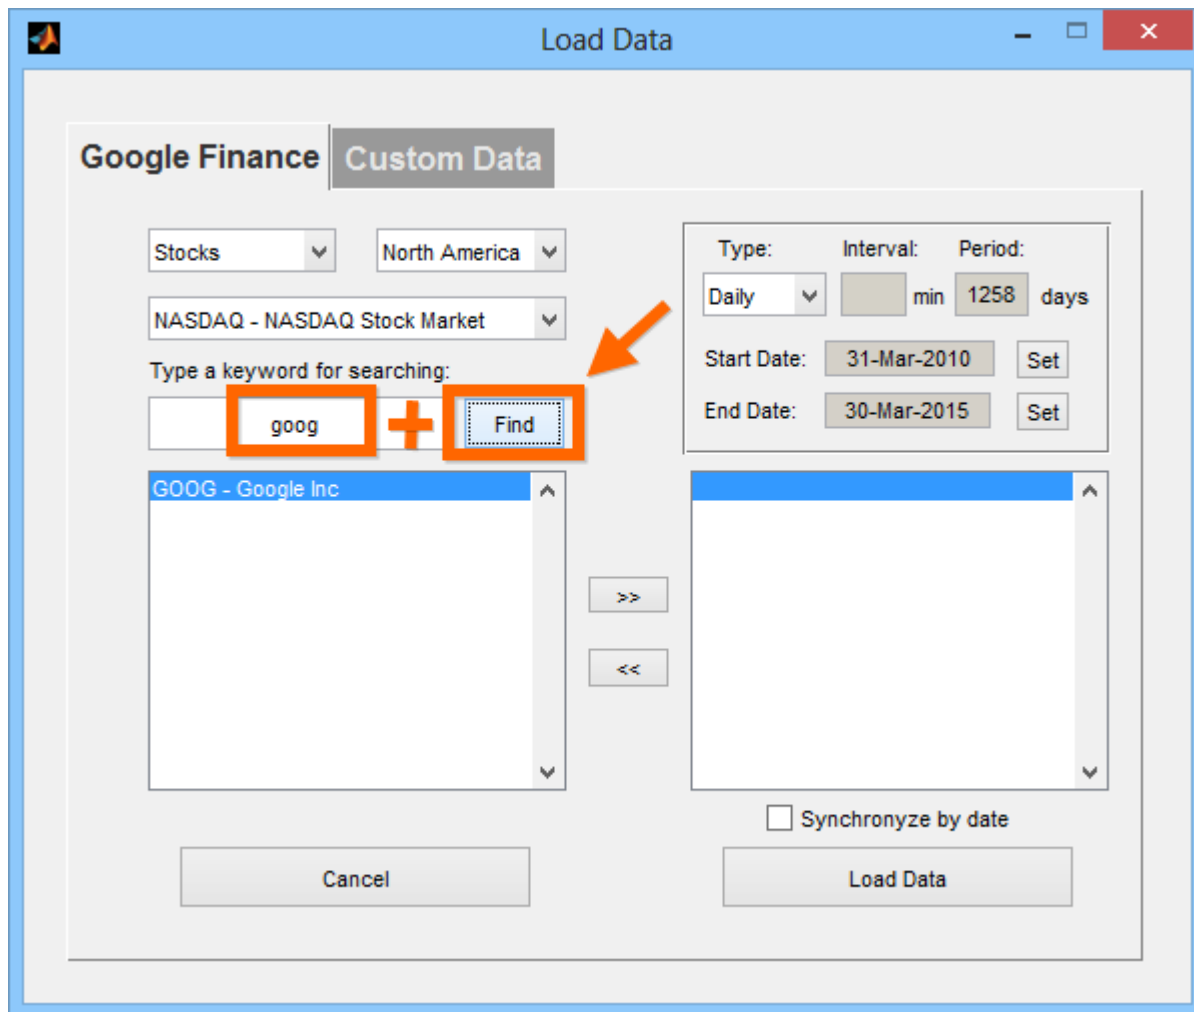 Load Data
Google Finance
Custom Data
Stocks
North America
NASDAQ - NASDAQ Stock Market
Type a keyword for searching:
goog
Find
GOOG - Google Inc
Type:
Interval:
Period:
Daily
min
1258
days
Start Date:
31-Mar-2010
Set
End Date:
30-Mar-2015
Set
>>
<<
Synchronyze by date
Cancel
Load Data